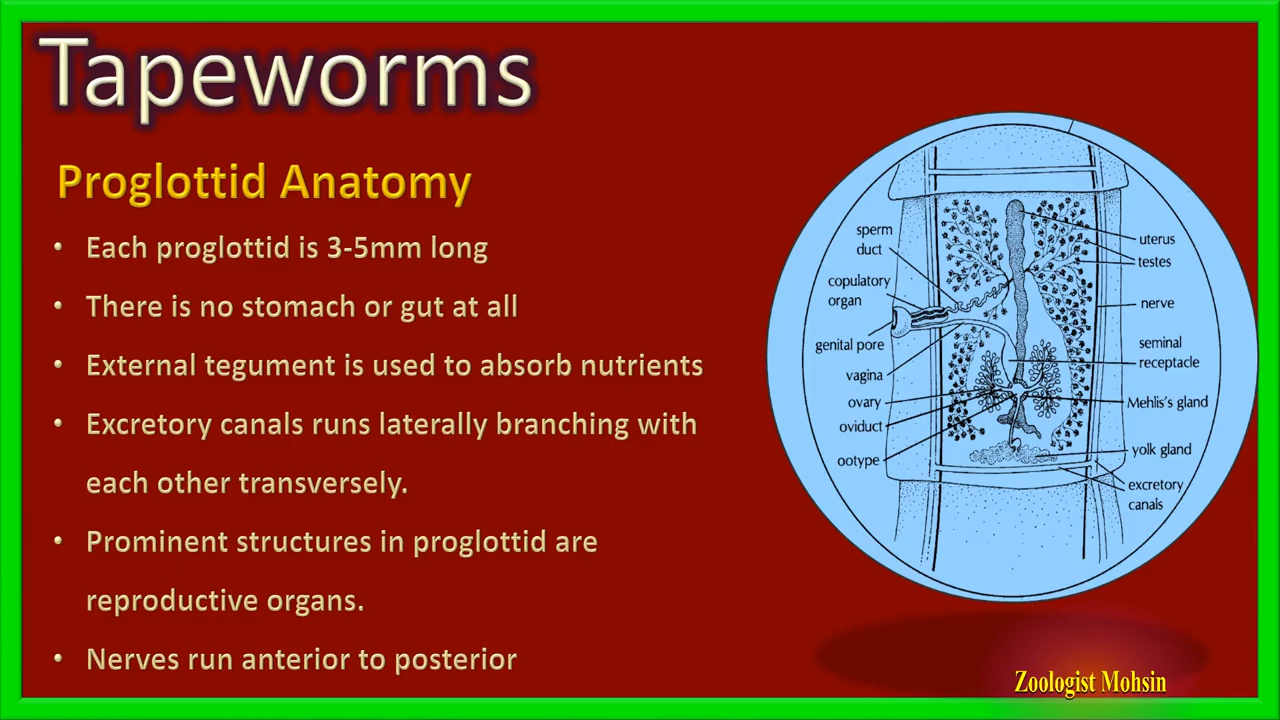 Tapeworms
Proglottid Anatomy
• Each proglottid is 3-5mm long
• There is no stomach or gut at all
• External tegument is used to absorb nutrients
• Excretory canals runs laterally branching with
each other transversely.
• Prominent structures in proglottid are
reproductive organs.
• Nerves run anterior to posterior
sperm
duct
copulatory
organ
genital pore
vagina
ovary
oviduct
ootype
uterus
testes
nerve
seminal
receptacle
Mehlis's gland
yolk gland
excretory
canals
Zoologist Mohsin